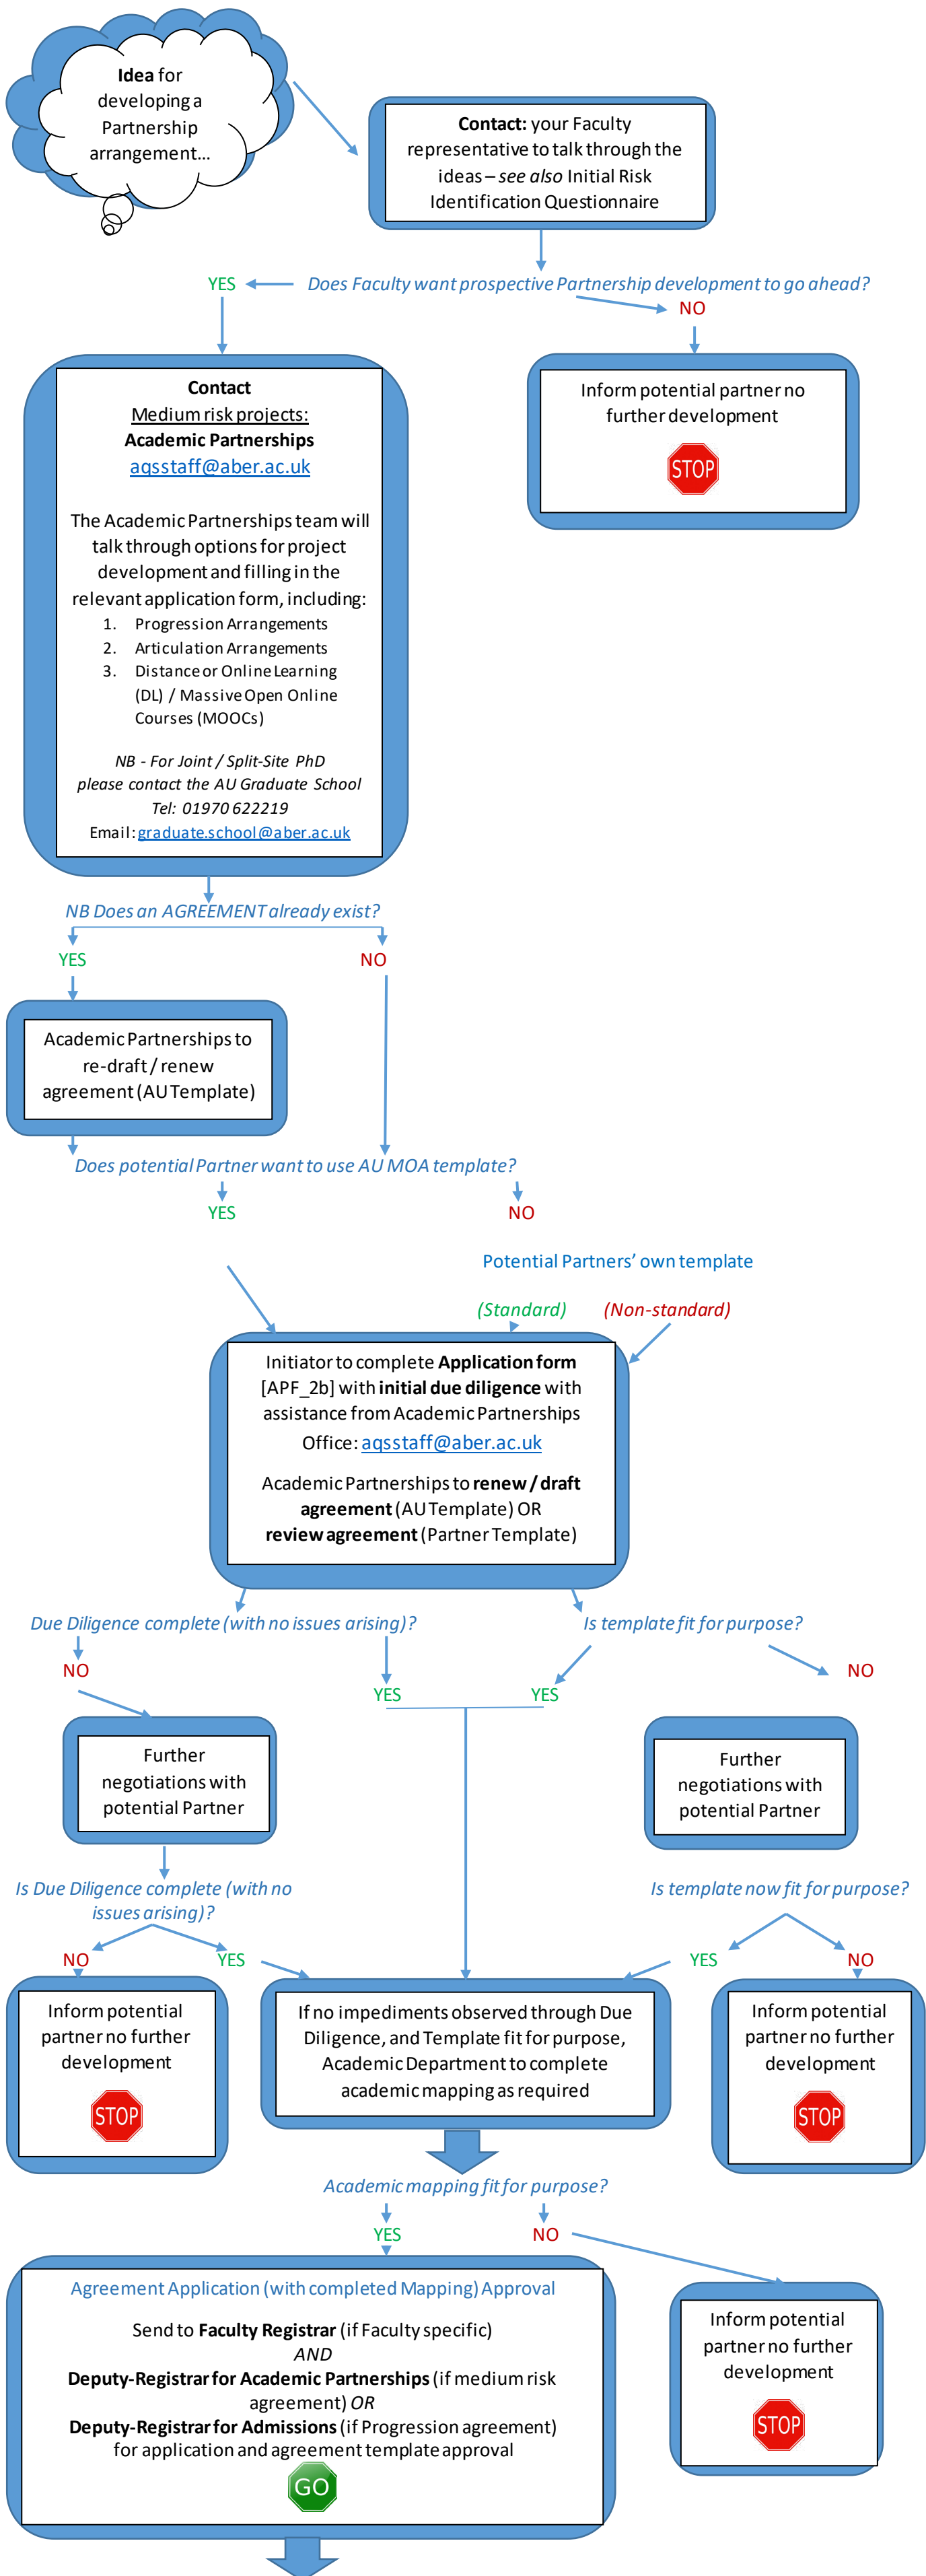 Idea for
developing a
Partnership
arrangement...
Contact: your Faculty
representative to talk through the
ideas – see also Initial Risk
Identification Questionnaire
YES
Does Faculty want prospective Partnership development to go ahead?
NO
Contact
Medium risk projects:
Academic Partnerships
aqsstaff@aber.ac.uk
The Academic Partnerships team will
talk through options for project
development and filling in the
relevant application form, including:
1. Progression Arrangements
2. Articulation Arrangements
3. Distance or Online Learning
(DL) / Massive Open Online
Courses (MOOCs)
NB - For Joint / Split-Site PhD
please contact the AU Graduate School
Tel: 01970 622219
Email: graduate.school@aber.ac.uk
Inform potential partner no
further development
STOP
NB Does an AGREEMENT already exist?
YES
NO
Academic Partnerships to
re-draft / renew
agreement (AU Template)
Does potential Partner want to use AU MOA template?
YES
NO
Potential Partners’ own template
(Standard)
(Non-standard)
Initiator to complete Application form
[APF_2b] with initial due diligence with
assistance from Academic Partnerships
Office: aqsstaff@aber.ac.uk
Academic Partnerships to renew / draft
agreement (AU Template) OR
review agreement (Partner Template)
Due Diligence complete (with no issues arising)?
Is template fit for purpose?
NO
YES
YES
NO
Further
negotiations with
potential Partner
Further
negotiations with
potential Partner
Is Due Diligence complete (with no
issues arising)?
Is template now fit for purpose?
NO
YES
YES
NO
Inform potential
partner no further
development
STOP
If no impediments observed through Due
Diligence, and Template fit for purpose,
Academic Department to complete
academic mapping as required
Inform potential
partner no further
development
STOP
Academic mapping fit for purpose?
YES
NO
Agreement Application (with completed Mapping) Approval
Send to Faculty Registrar (if Faculty specific)
AND
Deputy-Registrar for Academic Partnerships (if medium risk
agreement) OR
Deputy-Registrar for Admissions (if Progression agreement)
for application and agreement template approval
GO
Inform potential
partner no further
development
STOP